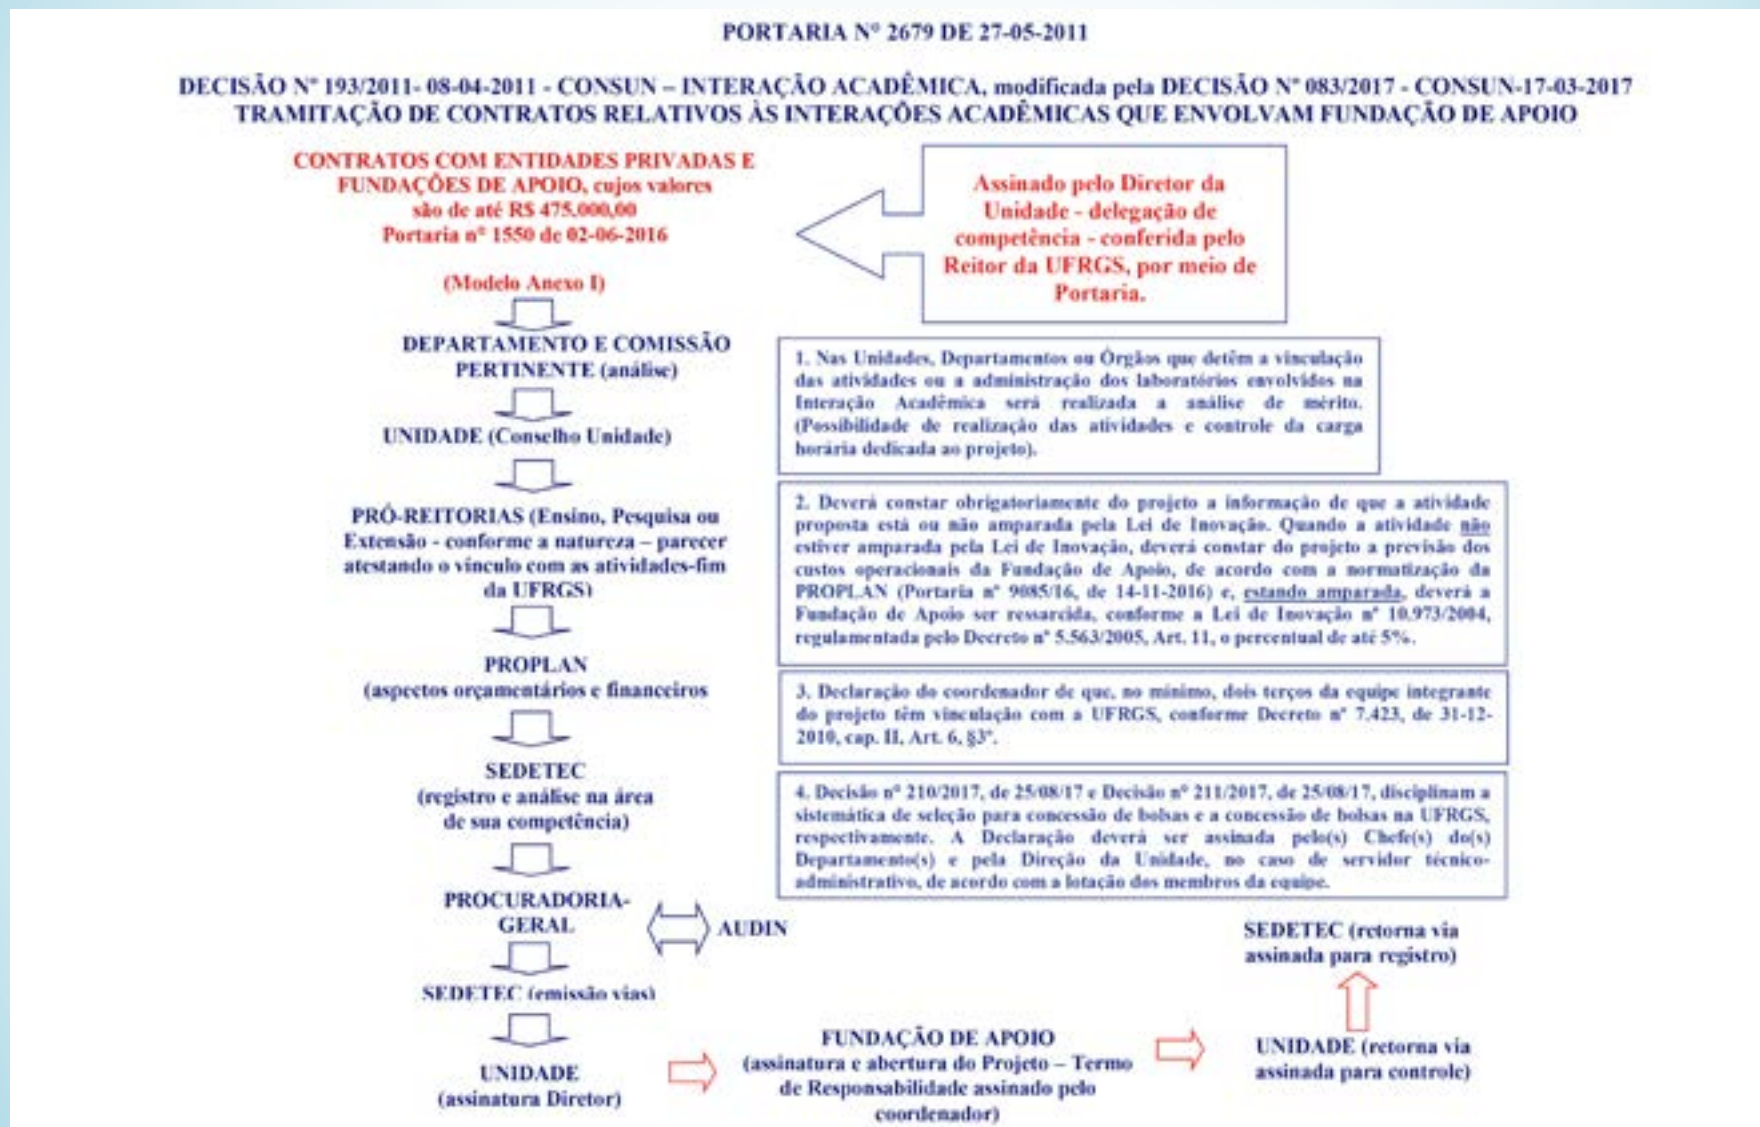 PORTARIA Nº 2679 DE 27-05-2011
DECISÃO Nº 193/2011- 08-04-2011 - CONSUN – INTERAÇÃO ACADÊMICA, modificada pela DECISÃO Nº 083/2017 - CONSUN-17-03-2017
TRAMITAÇÃO DE CONTRATOS RELATIVOS ÀS INTERAÇÕES ACADÊMICAS QUE ENVOLVAM FUNDAÇÃO DE APOIO
CONTRATOS COM ENTIDADES PRIVADAS E
FUNDAÇÕES DE APOIO, cujos valores
são de até R$ 475.000,00
Portaria nº 1550 de 02-06-2016
(Modelo Anexo I)
Assinado pelo Diretor da
Unidade - delegação de
competência - conferida pelo
Reitor da UFRGS, por meio de
Portaria.
DEPARTAMENTO E COMISSÃO
PERTINENTE (análise)
UNIDADE (Conselho Unidade)
PRÓ-REITORIAS (Ensino, Pesquisa ou
Extensão - conforme a natureza – parecer
atestando o vínculo com as atividades-fim
da UFRGS)
PROPLAN
(aspectos orçamentários e financeiros
SEDETEC
(registro e análise na área
de sua competência)
PROCURADORIA-
GERAL
AUDIN
SEDETEC (emissão vias)
UNIDADE
(assinatura Diretor)
1. Nas Unidades, Departamentos ou Órgãos que detêm a vinculação
das atividades ou a administração dos laboratórios envolvidos na
Interação Acadêmica será realizada a análise de mérito.
(Possibilidade de realização das atividades e controle da carga
horária dedicada ao projeto).
2. Deverá constar obrigatoriamente do projeto a informação de que a atividade
proposta está ou não amparada pela Lei de Inovação. Quando a atividade não
estiver amparada pela Lei de Inovação, deverá constar do projeto a previsão dos
custos operacionais da Fundação de Apoio, de acordo com a normatização da
PROPLAN (Portaria nº 9085/16, de 14-11-2016) e, estando amparada, deverá a
Fundação de Apoio ser ressarcida, conforme a Lei de Inovação nº 10.973/2004,
regulamentada pelo Decreto nº 5.563/2005, Art. 11, o percentual de até 5%.
3. Declaração do coordenador de que, no mínimo, dois terços da equipe integrante
do projeto têm vinculação com a UFRGS, conforme Decreto nº 7.423, de 31-12-
2010, cap. II, Art. 6, §3º.
4. Decisão nº 210/2017, de 25/08/17 e Decisão nº 211/2017, de 25/08/17, disciplinam a
sistemática de seleção para concessão de bolsas e a concessão de bolsas na UFRGS,
respectivamente. A Declaração deverá ser assinada pelo(s) Chefe(s) do(s)
Departamento(s) e pela Direção da Unidade, no caso de servidor técnico-
administrativo, de acordo com a lotação dos membros da equipe.
FUNDAÇÃO DE APOIO
(assinatura e abertura do Projeto – Termo
de Responsabilidade assinado pelo
coordenador)
UNIDADE (retorna via
assinada para controle)
SEDETEC (retorna via
assinada para registro)